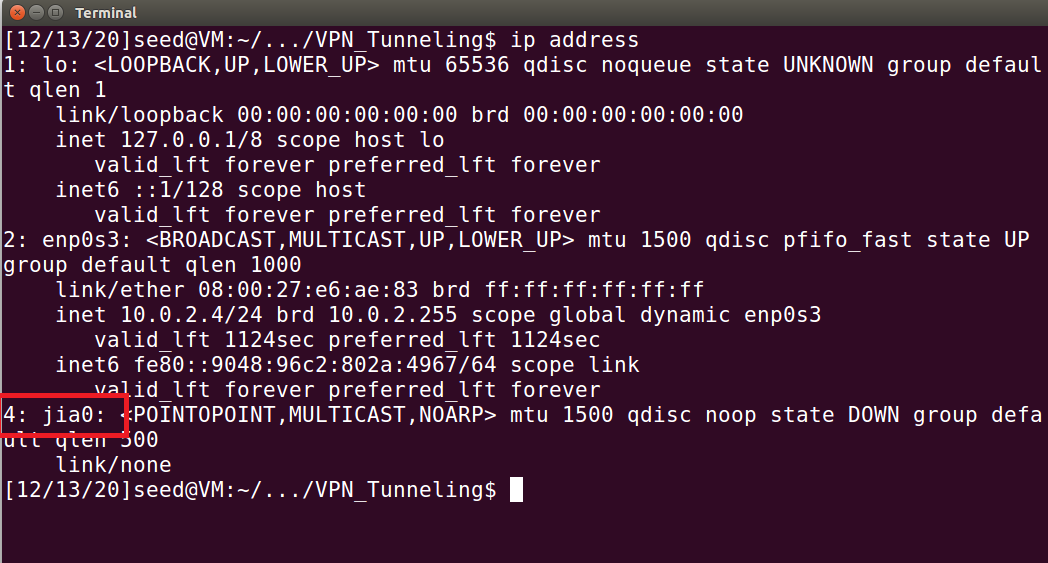 Terminal
[12/13/20]seed@VM:~/.../VPN_Tunneling$ ip address
1: lo: <LOOPBACK,UP,LOWER_UP> mtu 65536 qdisc noqueue state UNKNOWN group defaul
t qlen 1
    link/loopback 00:00:00:00:00:00 brd 00:00:00:00:00:00
    inet 127.0.0.1/8 scope host lo
       valid_lft forever preferred_lft forever
    inet6 ::1/128 scope host
       valid_lft forever preferred_lft forever
2: enp0s3: <BROADCAST,MULTICAST,UP,LOWER_UP> mtu 1500 qdisc pfifo_fast state UP
group default qlen 1000
    link/ether 08:00:27:e6:ae:83 brd ff:ff:ff:ff:ff:ff
    inet 10.0.2.4/24 brd 10.0.2.255 scope global dynamic enp0s3
       valid_lft 1124sec preferred_lft 1124sec
    inet6 fe80::9048:96c2:802a:4967/64 scope link
       valid_lft forever preferred_lft forever
4: jia0: <POINTOPOINT,MULTICAST,NOARP> mtu 1500 qdisc noop state DOWN group defa
ult qlen 500
    link/none
[12/13/20]seed@VM:~/.../VPN_Tunneling$